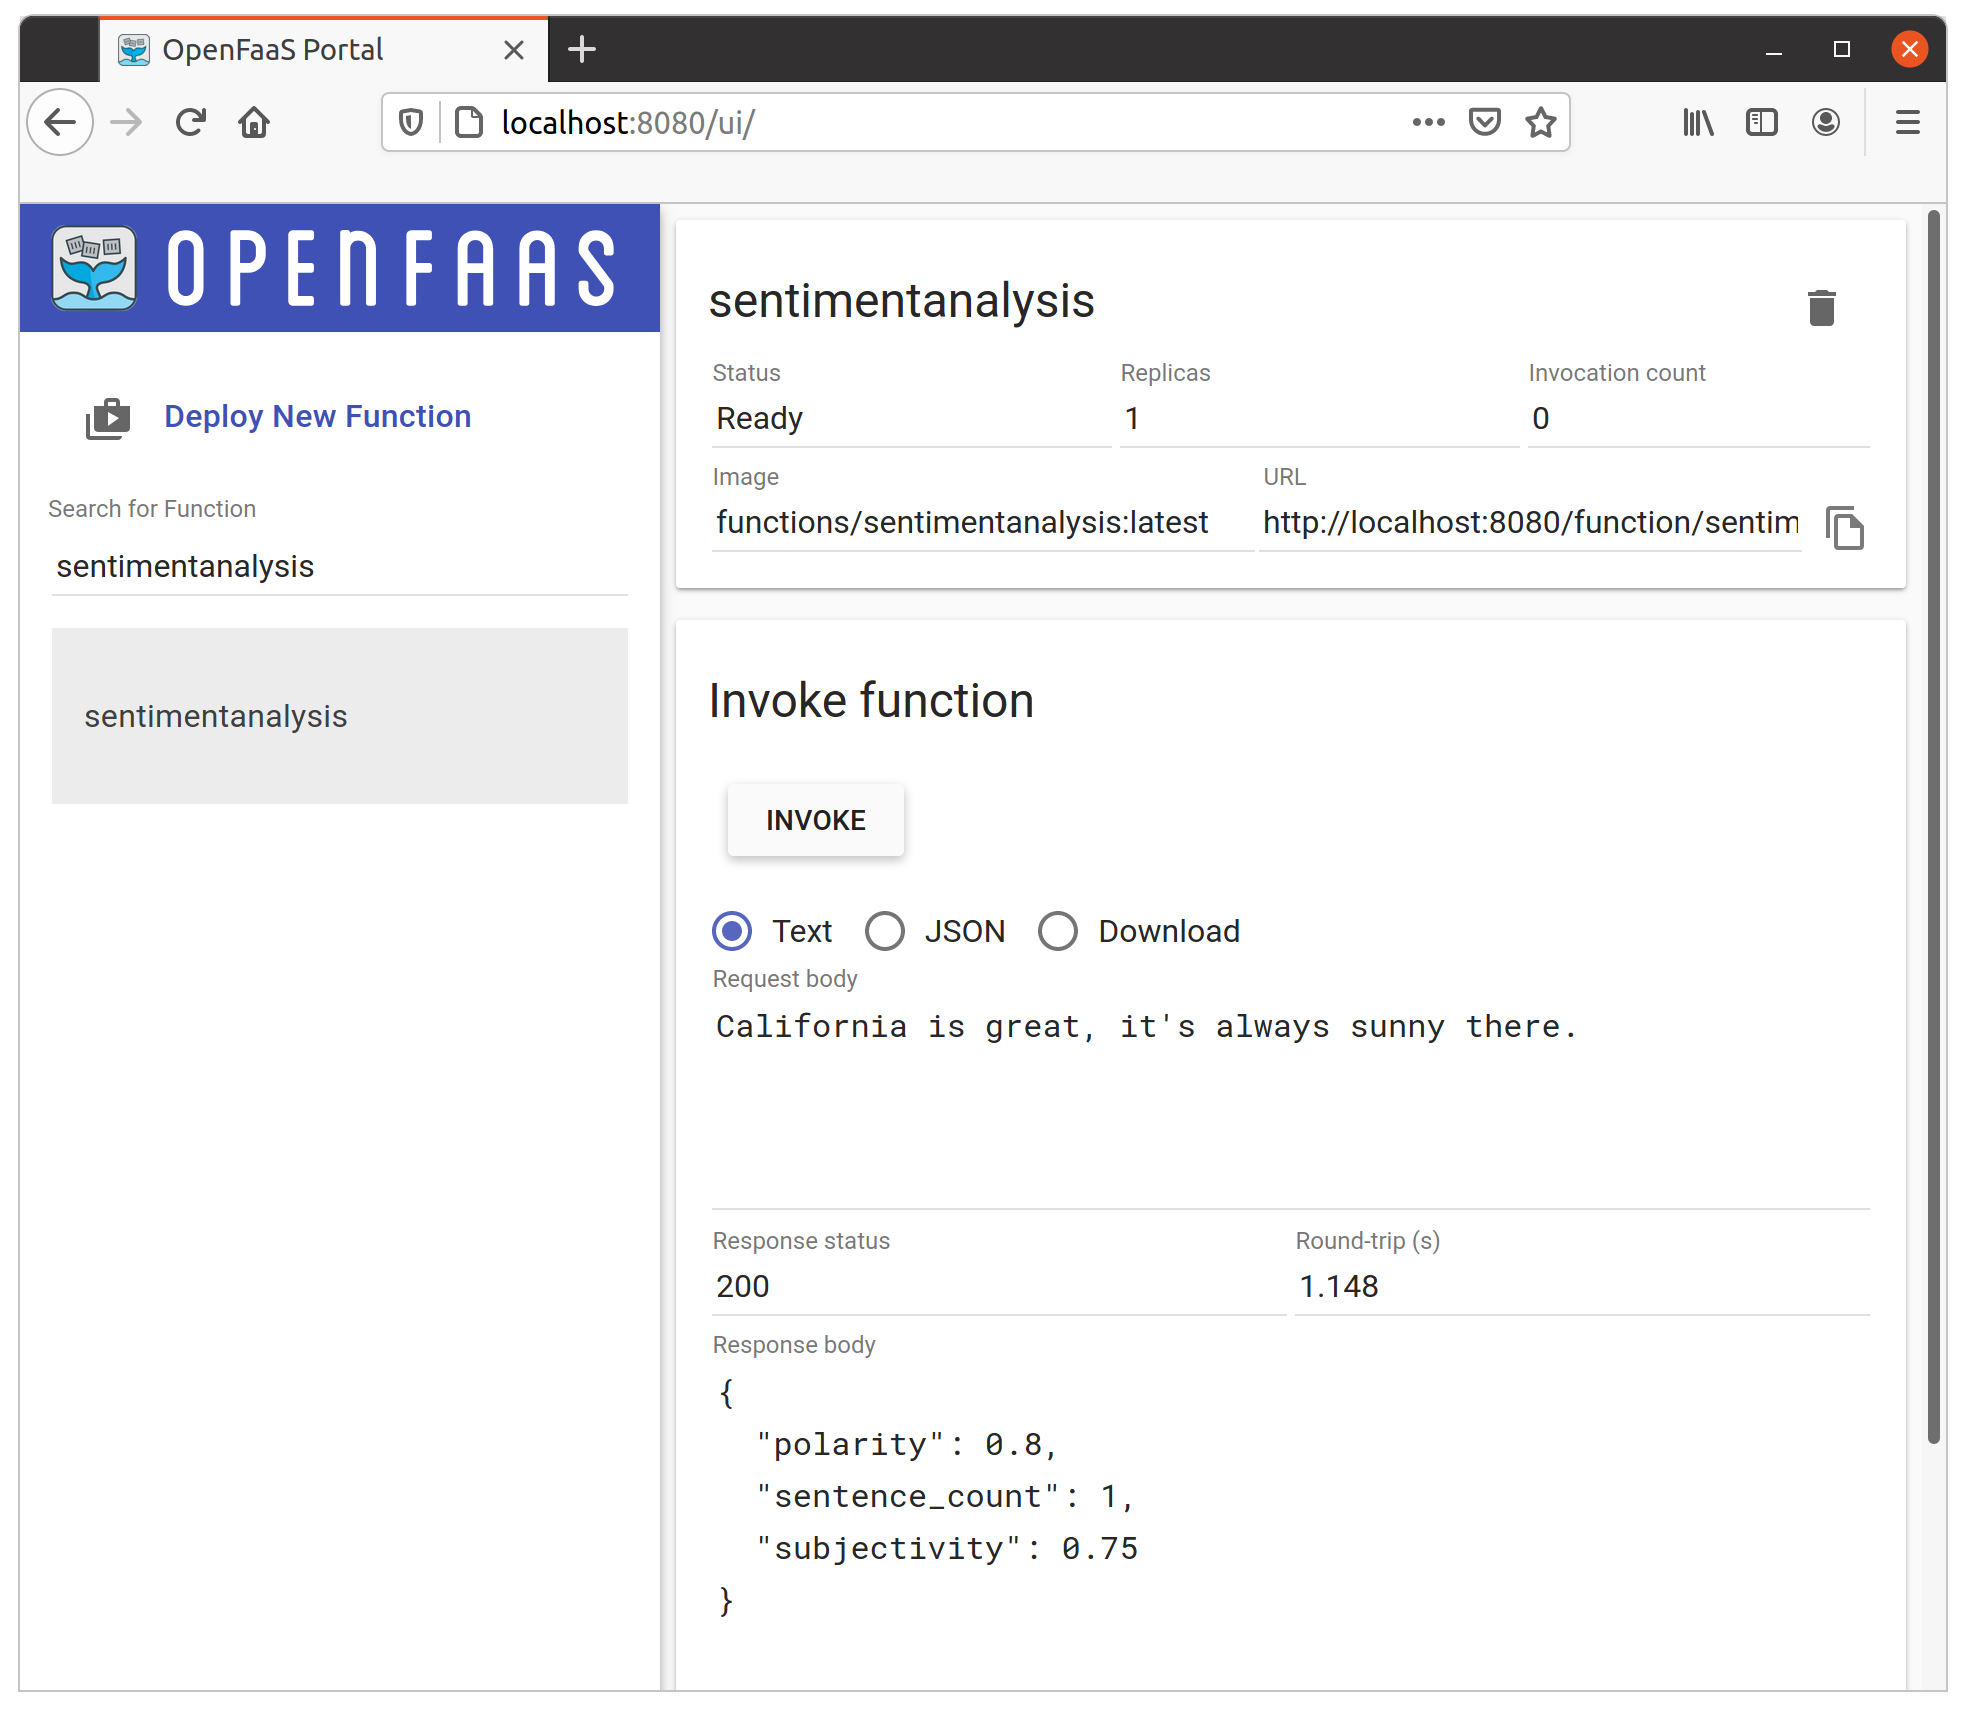 OpenFaaS Portal
localhost:8080/ui/
OPENFAAS
Deploy New Function
Search for Function
sentimentanalysis
sentimentanalysis
sentimentanalysis
Status Replicas Invocation count
Ready 1 0
Image URL
functions/sentimentanalysis:latest http://localhost:8080/function/sentim
Invoke function
INVOKE
Text JSON Download
Request body
California is great, it's always sunny there.
Response status Round-trip (s)
200 1.148
Response body
{
"polarity": 0.8,
"sentence_count": 1,
"subjectivity": 0.75
}